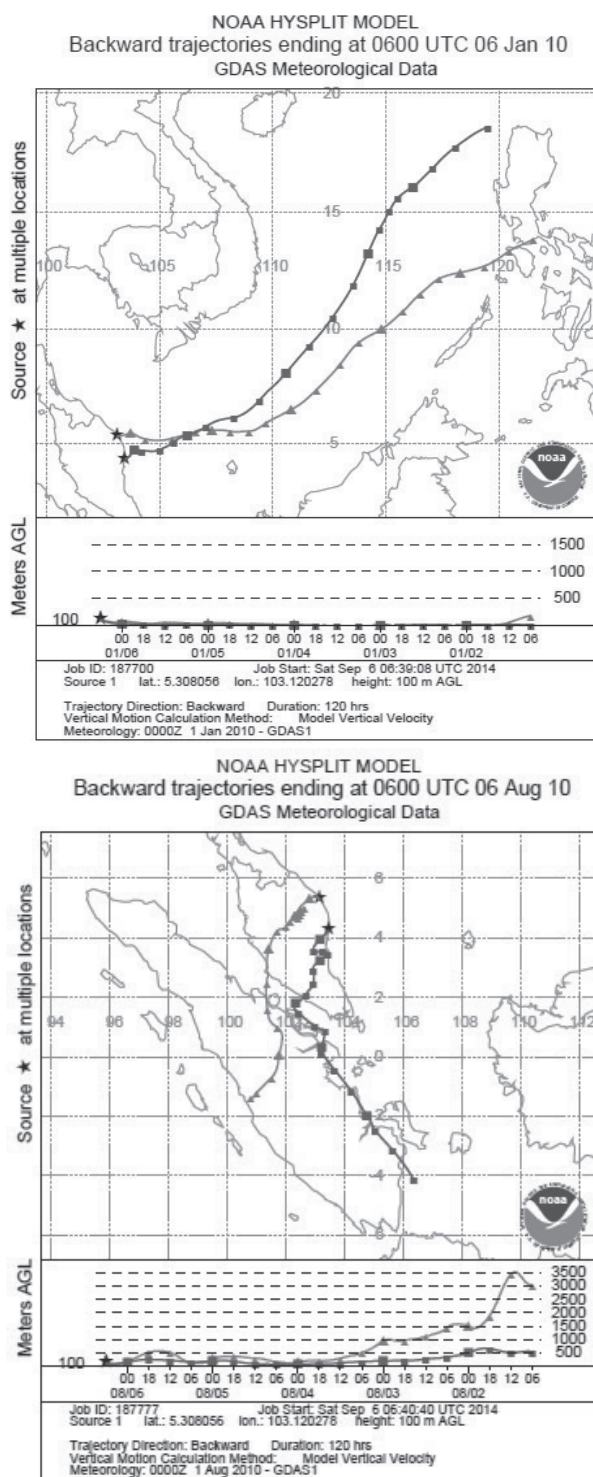 NOAA HYSPLIT MODEL
Backward trajectories ending at 0600 UTC 06 Jan 10
GDAS Meteorological Data
Source ★ at multiple locations
20
15
100 105 110 115 120
10
5
noaa
Meters AGL
1500
1000
500
100
00 18 12 06 00 18 12 06 00 18 12 06 00 18 12 06 00 18 12 06
01/06 01/05 01/04 01/03 01/02
Job ID: 187700 Job Start: Sat Sep 6 06:39:08 UTC 2014
Source 1 lat.: 5.308056 lon.: 103.120278 height: 100 m AGL
Trajectory Direction: Backward Duration: 120 hrs
Vertical Motion Calculation Method: Model Vertical Velocity
Meteorology: 0000Z 1 Jan 2010 - GDAS1
NOAA HYSPLIT MODEL
Backward trajectories ending at 0600 UTC 06 Aug 10
GDAS Meteorological Data
Source ★ at multiple locations
6
4
2
94 96 98 100 102 104 106 108 110 112
0
-2
-4
noaa
Meters AGL
3500
3000
2500
2000
1500
1000
500
100
00 18 12 06 00 18 12 06 00 18 12 06 00 18 12 06 00 18 12 06
08/06 08/05 08/04 08/03 08/02
Job ID: 187777 Job Start: Sat Sep 6 06:40:40 UTC 2014
Source 1 lat.: 5.308056 lon.: 103.120278 height: 100 m AGL
Trajectory Direction: Backward Duration: 120 hrs
Vertical Motion Calculation Method: Model Vertical Velocity
Meteorology: 0000Z 1 Aug 2010 - GDAS1